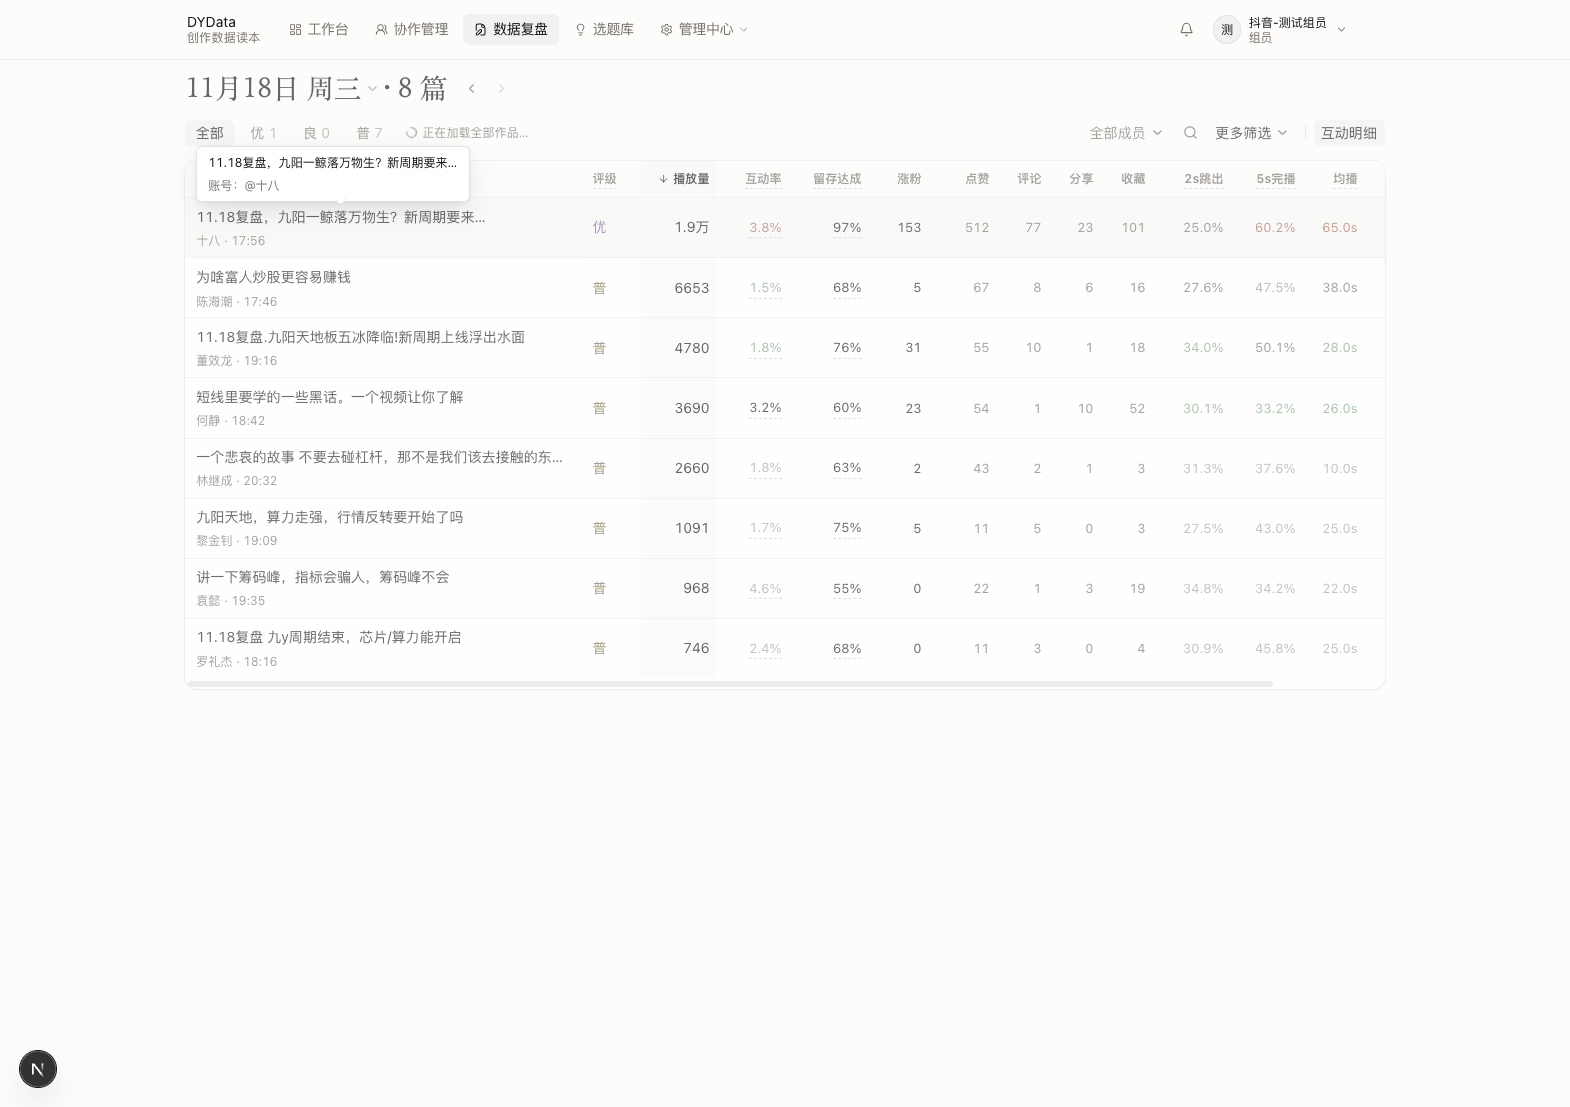 DYData
创作数据读本
工作台 协作管理 数据复盘 选题库 管理中心
测 抖音-测试组员
组员
11月18日 周三 · 8 篇
全部 优 1 良 0 普 7 正在加载全部作品... 全部成员 更多筛选 互动明细
11.18复盘，九阳一鲸落万物生？新周期要来...
账号：@十八
评级 ↓ 播放量 互动率 留存达成 涨粉 点赞 评论 分享 收藏 2s跳出 5s完播 均播
11.18复盘，九阳一鲸落万物生？新周期要来...
十八 · 17:56
优 1.9万 3.8% 97% 153 512 77 23 101 25.0% 60.2% 65.0s
为啥富人炒股更容易赚钱
陈海潮 · 17:46
普 6653 1.5% 68% 5 67 8 6 16 27.6% 47.5% 38.0s
11.18复盘.九阳天地板五冰降临!新周期上线浮出水面
董效龙 · 19:16
普 4780 1.8% 76% 31 55 10 1 18 34.0% 50.1% 28.0s
短线里要学的一些黑话。一个视频让你了解
何静 · 18:42
普 3690 3.2% 60% 23 54 1 10 52 30.1% 33.2% 26.0s
一个悲哀的故事 不要去碰杠杆，那不是我们该去接触的东...
林继成 · 20:32
普 2660 1.8% 63% 2 43 2 1 3 31.3% 37.6% 10.0s
九阳天地，算力走强，行情反转要开始了吗
黎金钊 · 19:09
普 1091 1.7% 75% 5 11 5 0 3 27.5% 43.0% 25.0s
讲一下筹码峰，指标会骗人，筹码峰不会
袁懿 · 19:35
普 968 4.6% 55% 0 22 1 3 19 34.8% 34.2% 22.0s
11.18复盘 九y周期结束，芯片/算力能开启
罗礼杰 · 18:16
普 746 2.4% 68% 0 11 3 0 4 30.9% 45.8% 25.0s
N